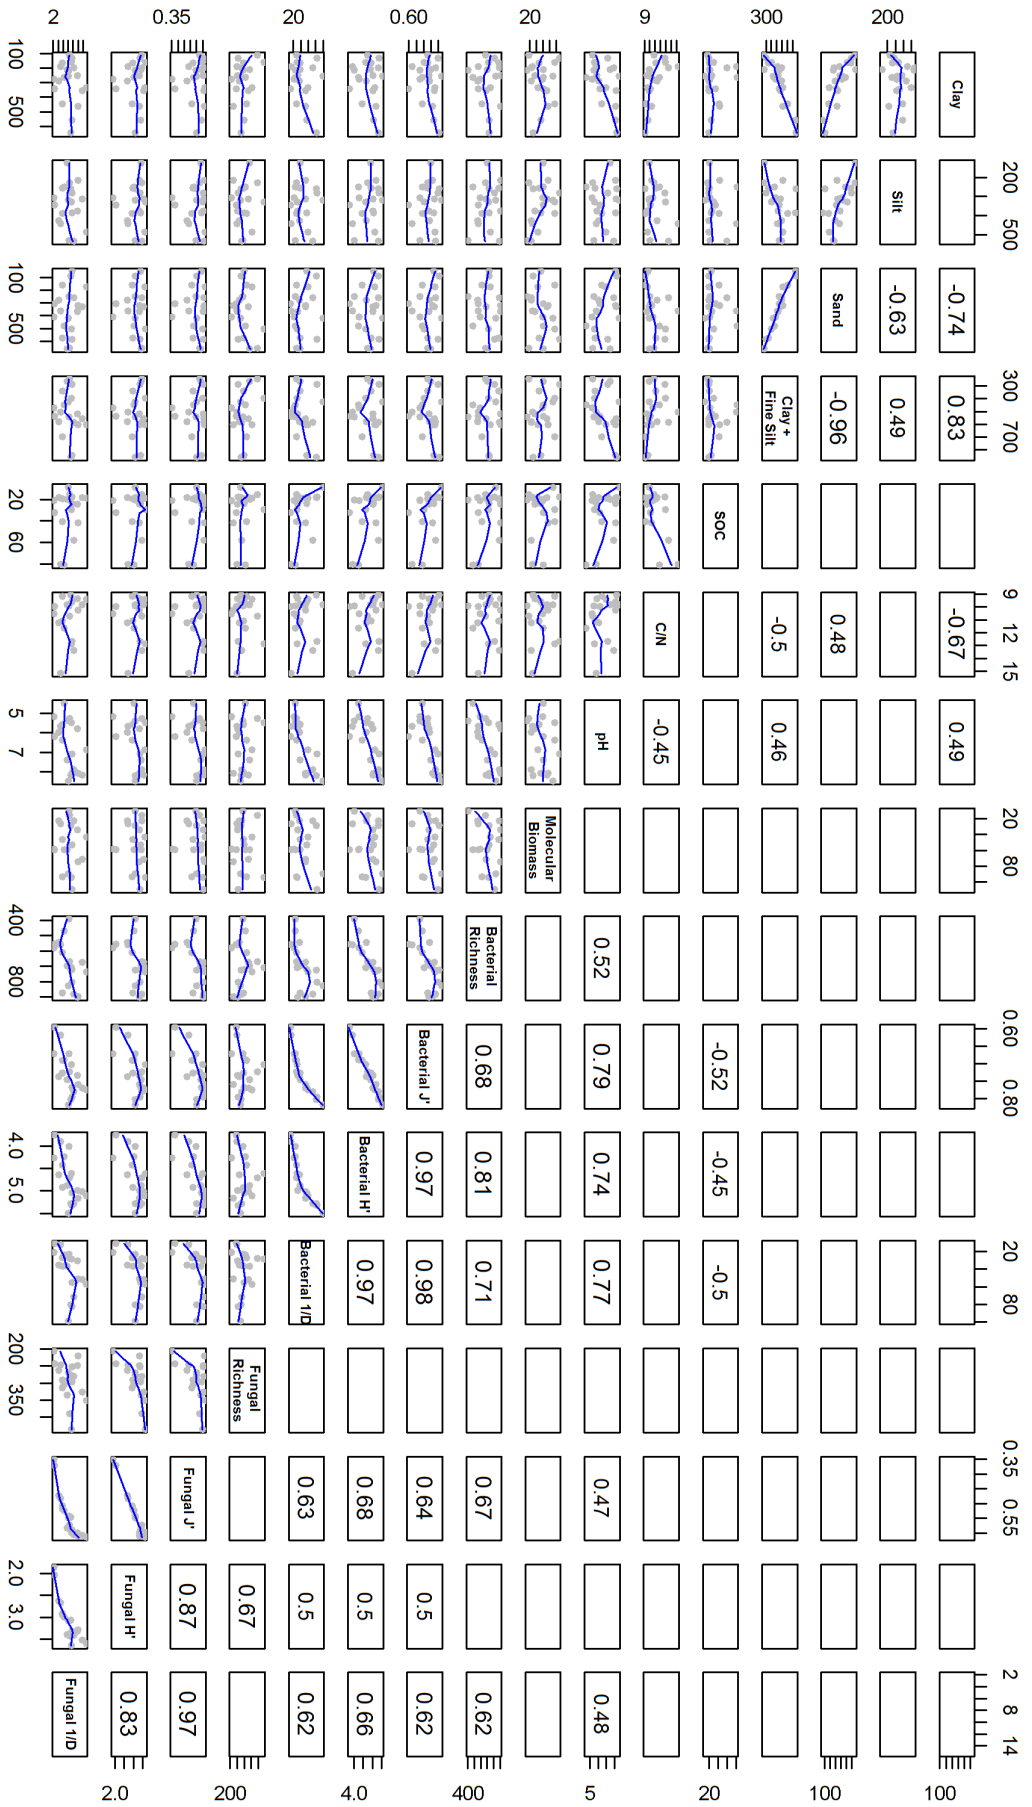 200 500 300 700 9 12 15 20 80 0.60 0.80 20 80 0.35 0.55 2 8 14
Clay -0.74 0.83 -0.67 0.49 100
200 Silt -0.63 0.49
Sand -0.96 0.48 100
300 Clay +
Fine Silt -0.5 0.46
SOC -0.52 -0.45 -0.5 20
9 C/N -0.45
pH 0.52 0.79 0.74 0.77 0.47 0.48 5
20 Molecular
Biomass
Bacterial
Richness 0.68 0.81 0.71 0.67 0.62 400
0.60 Bacterial J' 0.97 0.98 0.64 0.5 0.62
Bacterial H' 0.97 0.68 0.5 0.66 4.0
20 Bacterial 1/D 0.63 0.5 0.62
Fungal
Richness 0.67 200
0.35 Fungal J' 0.87 0.97
Fungal H' 0.83 2.0
2 Fungal 1/D
100 500 100 500 20 60 5 7 400 800 4.0 5.0 200 350 2.0 3.0